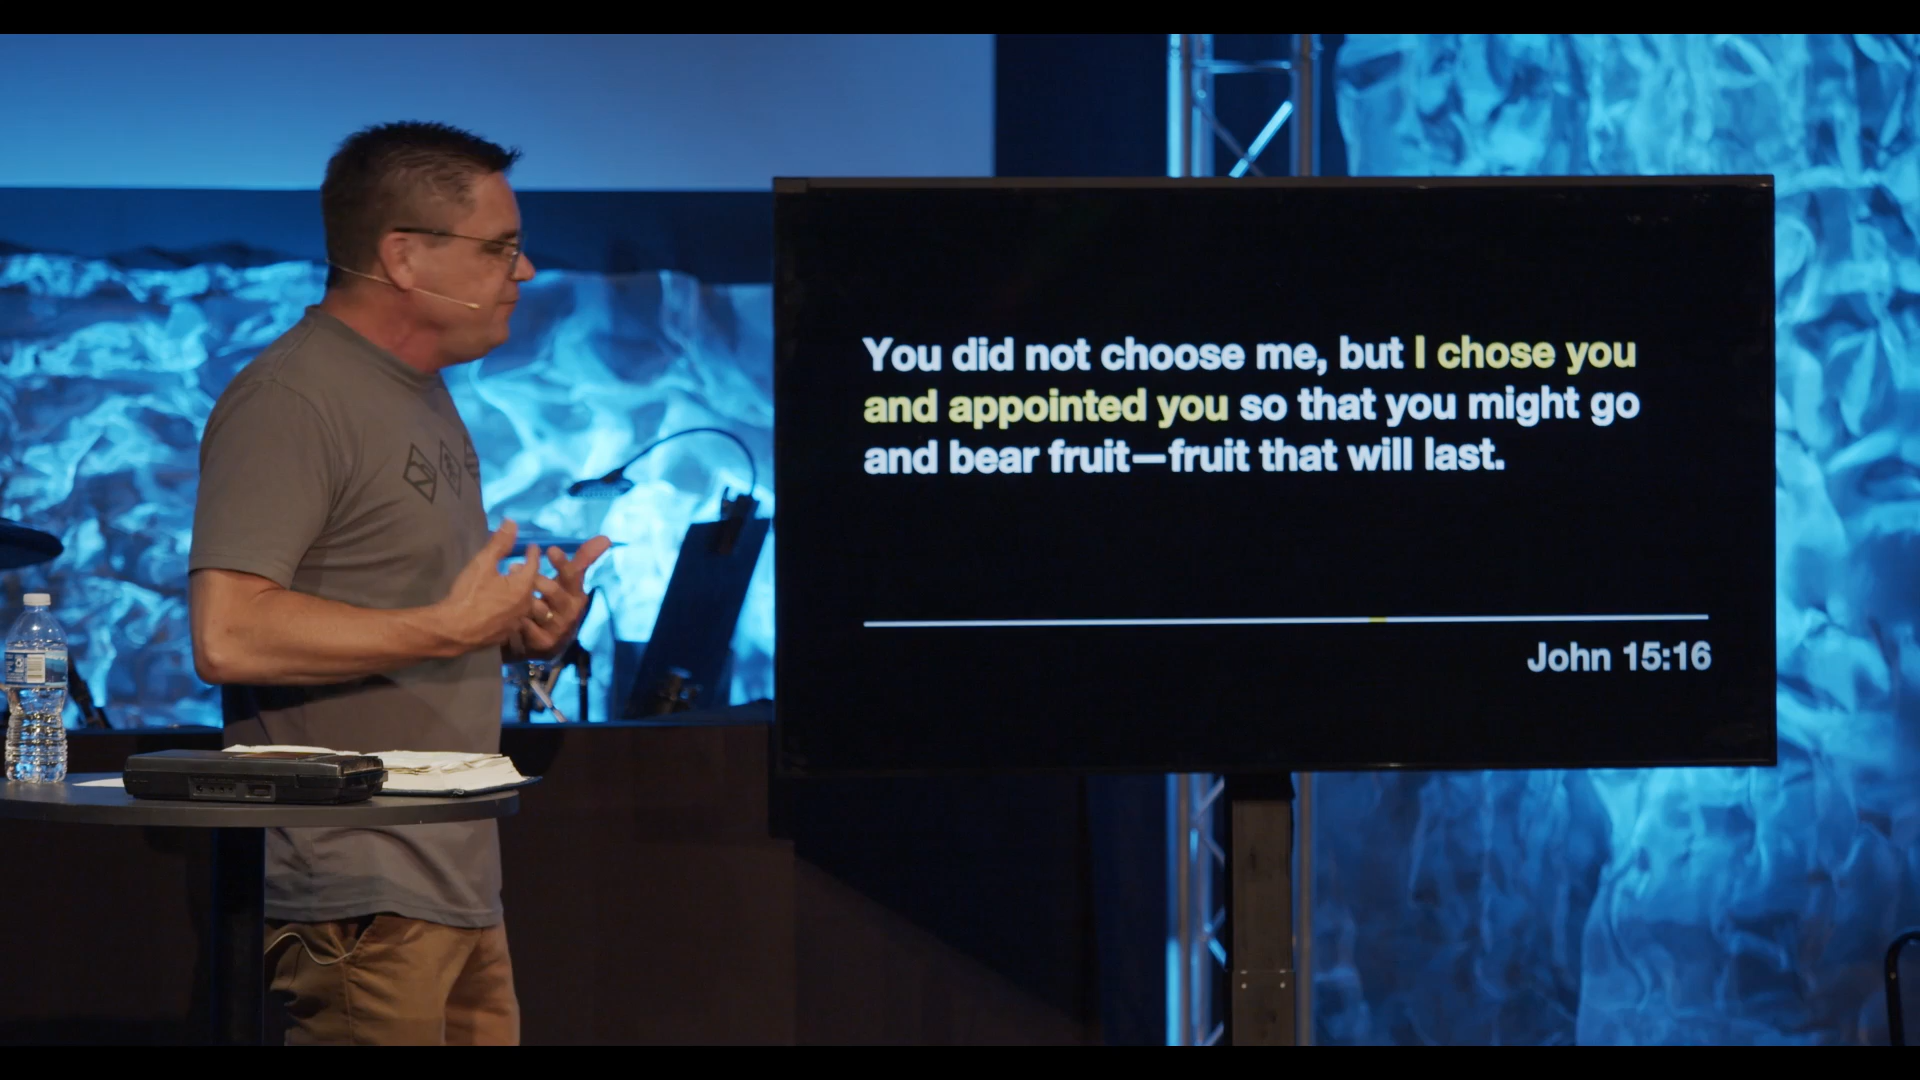 You did not choose me, but I chose you
and appointed you so that you might go
and bear fruit—fruit that will last.
John 15:16